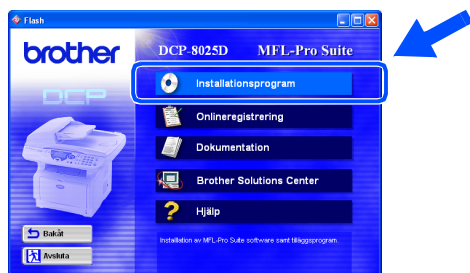 Flash
brother
DCP-8025D MFL-Pro Suite
Installationsprogram
DCP
Onlineregistrering
Dokumentation
Brother Solutions Center
Hjälp
Bakåt
Installation av MFL-Pro Suite software samt tilläggsprogram.
Avsluta